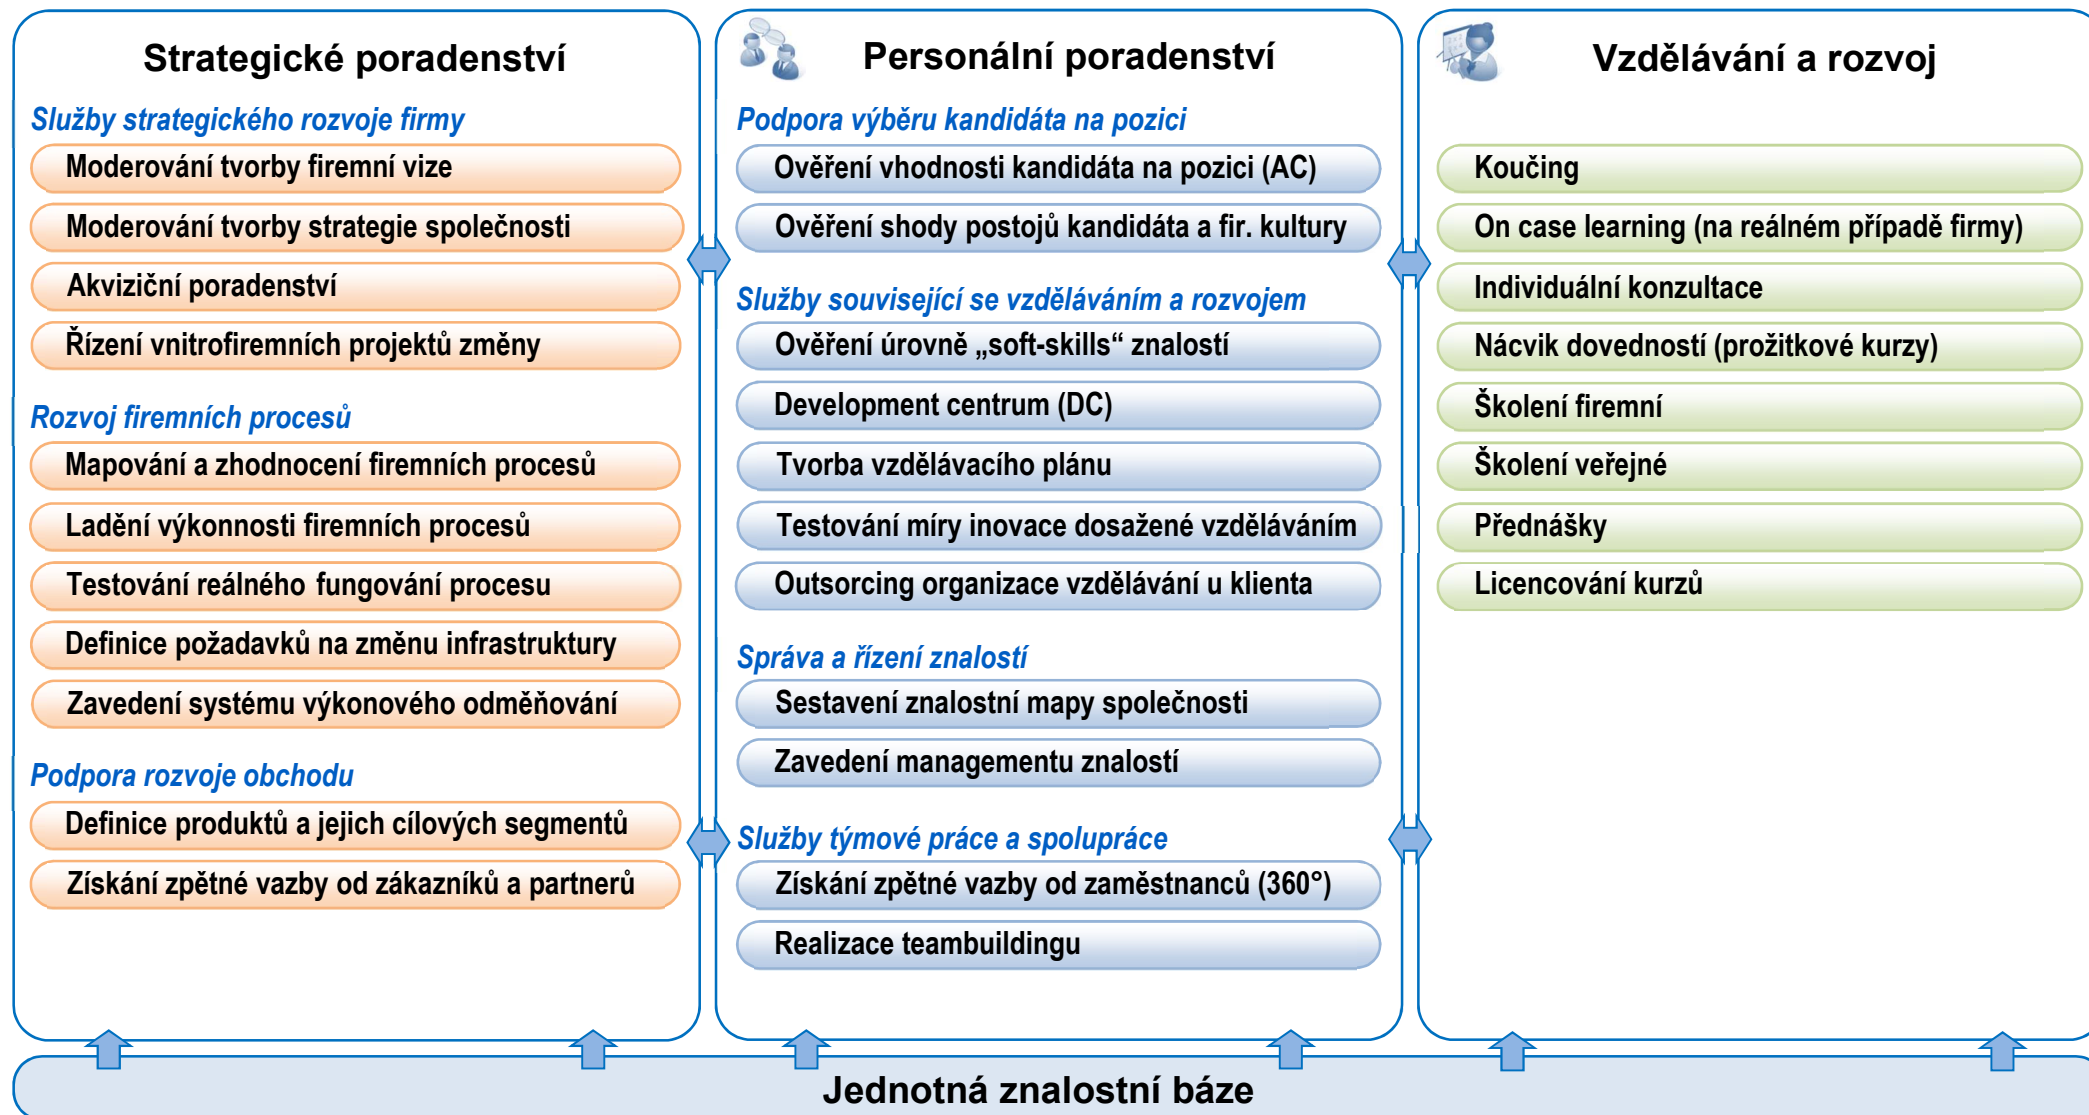 Strategické poradenství
Služby strategického rozvoje firmy
Moderování tvorby firemní vize
Moderování tvorby strategie společnosti
Akviziční poradenství
Řízení vnitrofiremních projektů změny
Rozvoj firemních procesů
Mapování a zhodnocení firemních procesů
Ladění výkonnosti firemních procesů
Testování reálného fungování procesu
Definice požadavků na změnu infrastruktury
Zavedení systému výkonového odměňování
Podpora rozvoje obchodu
Definice produktů a jejich cílových segmentů
Získání zpětné vazby od zákazníků a partnerů
Personální poradenství
Podpora výběru kandidáta na pozici
Ověření vhodnosti kandidáta na pozici (AC)
Ověření shody postojů kandidáta a fir. kultury
Služby související se vzděláváním a rozvojem
Ověření úrovně „soft-skills“ znalostí
Development centrum (DC)
Tvorba vzdělávacího plánu
Testování míry inovace dosažené vzděláváním
Outsorcing organizace vzdělávání u klienta
Správa a řízení znalostí
Sestavení znalostní mapy společnosti
Zavedení managementu znalostí
Služby týmové práce a spolupráce
Získání zpětné vazby od zaměstnanců (360°)
Realizace teambuildingu
Vzdělávání a rozvoj
Koučing
On case learning (na reálném případě firmy)
Individuální konzultace
Nácvik dovedností (prožitkové kurzy)
Školení firemní
Školení veřejné
Přednášky
Licencování kurzů
Jednotná znalostní báze